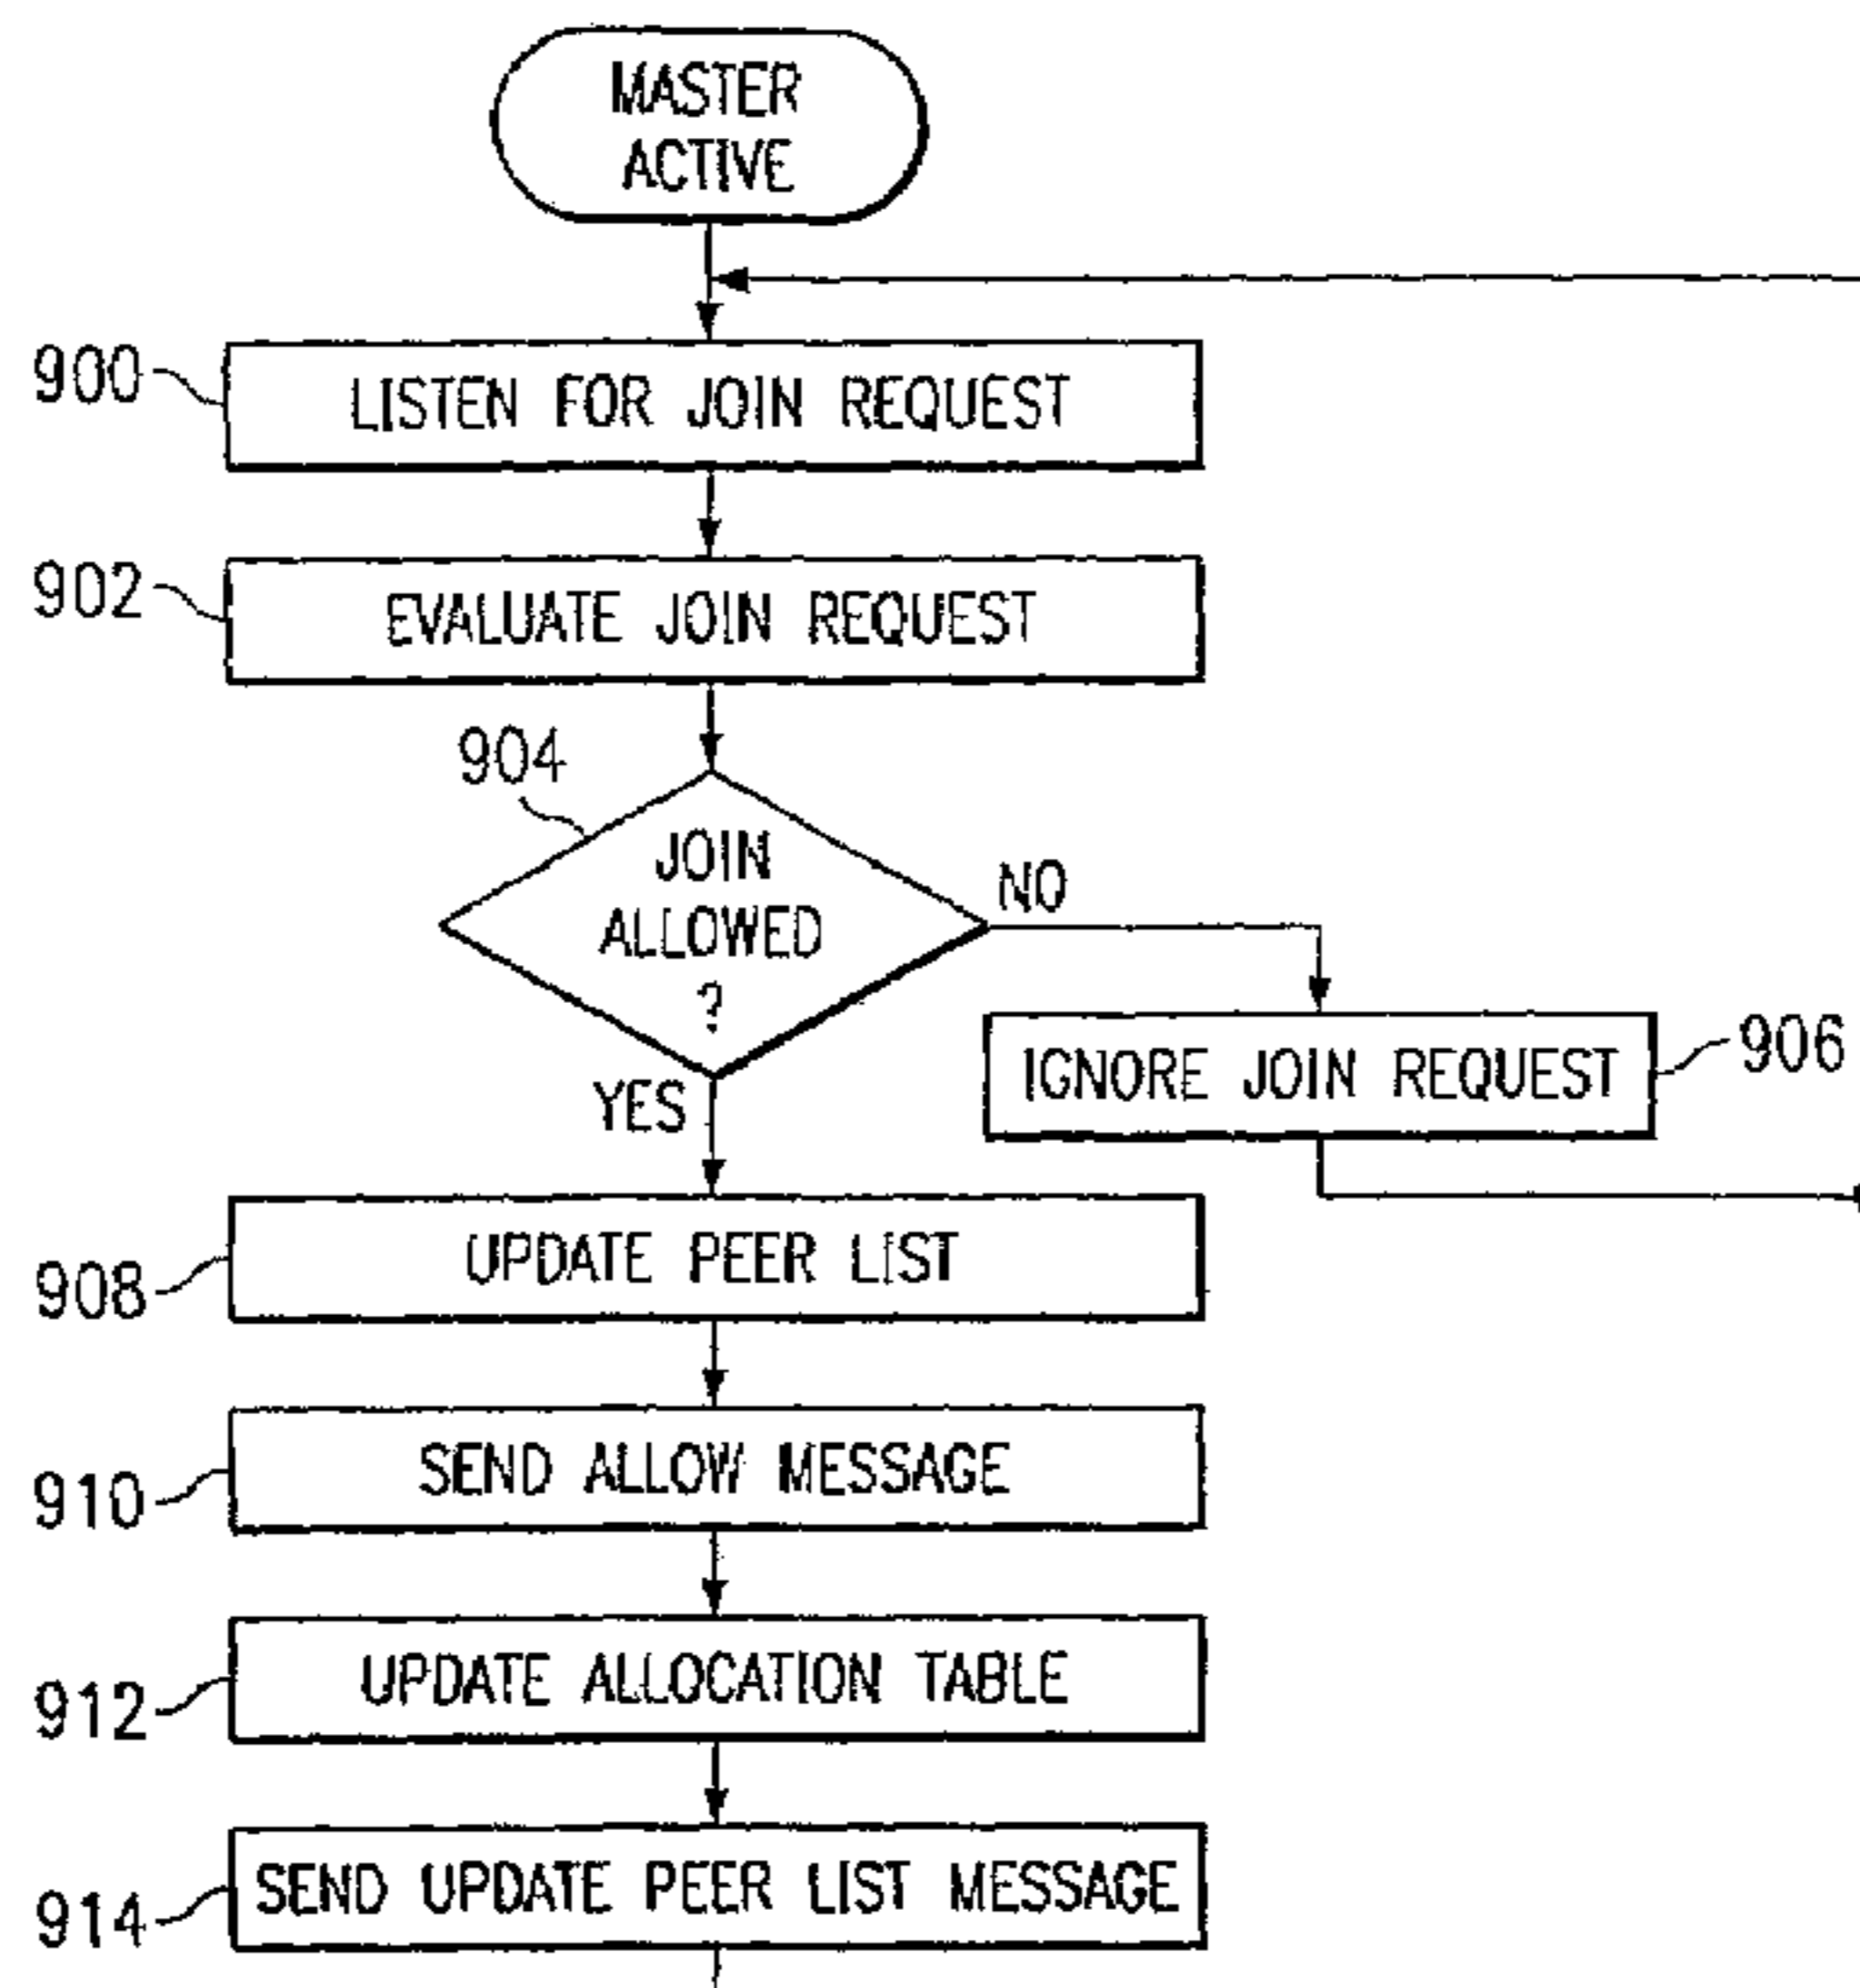 MASTER
ACTIVE
900
LISTEN FOR JOIN REQUEST
902
EVALUATE JOIN REQUEST
904
JOIN
ALLOWED
?
NO
YES
IGNORE JOIN REQUEST
906
908
UPDATE PEER LIST
910
SEND ALLOW MESSAGE
912
UPDATE ALLOCATION TABLE
914
SEND UPDATE PEER LIST MESSAGE